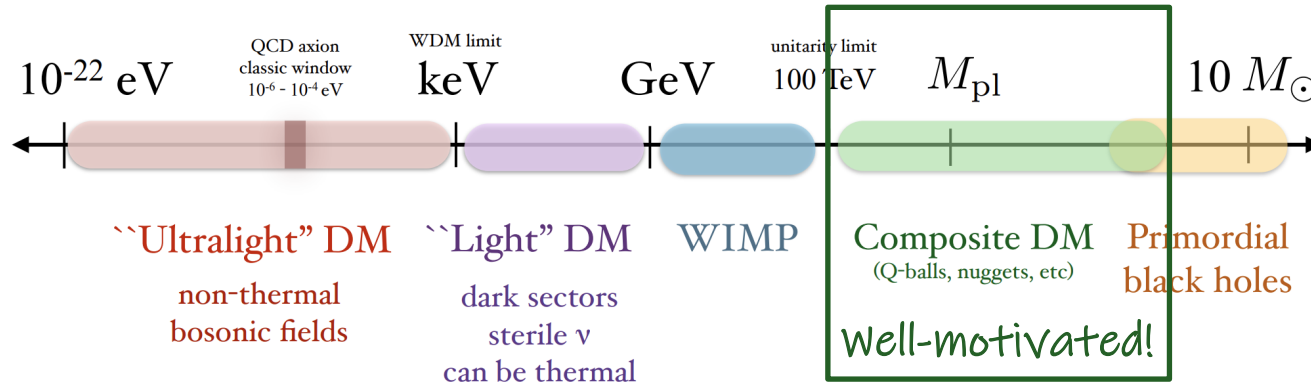 QCD axion
classic window
10⁻⁶ - 10⁻⁴ eV
WDM limit
unitarity limit
10⁻²² eV
keV
GeV
100 TeV
M_pl
10 M_⊙
``Ultralight” DM
non-thermal
bosonic fields
``Light” DM
dark sectors
sterile ν
can be thermal
WIMP
Composite DM
(Q-balls, nuggets, etc)
Well-motivated!
Primordial
black holes